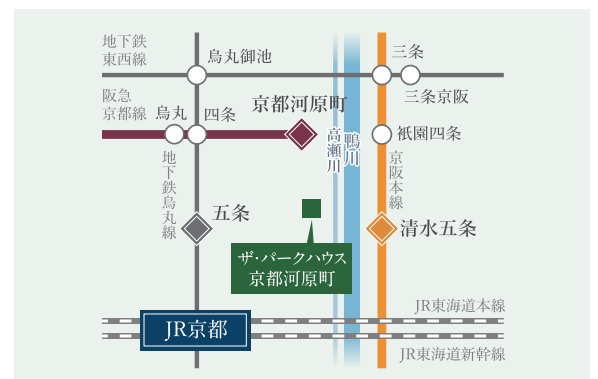 地下鉄
東西線
烏丸御池
三条
三条京阪
阪急
京都線
烏丸
四条
京都河原町
高瀬川
鴨川
祇園四条
地下鉄烏丸線
京阪本線
五条
清水五条
ザ・パークハウス
京都河原町
JR東海道本線
JR京都
JR東海道新幹線